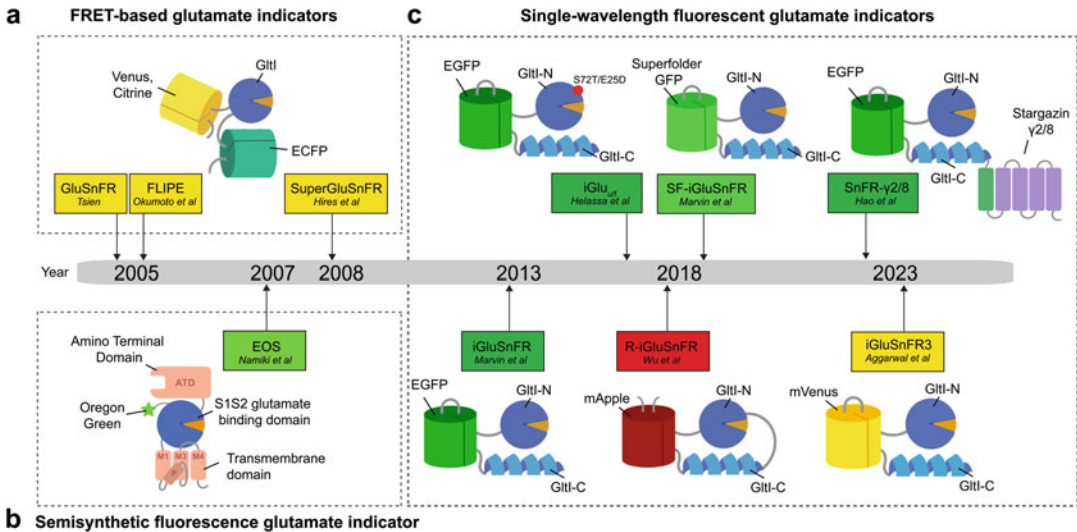 a FRET-based glutamate indicators
Venus,
Citrine
GltI
ECFP
GluSnFR
Tsien
FLIPE
Okumoto et al
SuperGluSnFR
Hires et al
c Single-wavelength fluorescent glutamate indicators
EGFP
GltI-N
S72T/E25D
GltI-C
Superfolder
GFP
GltI-N
GltI-C
EGFP
GltI-N
GltI-C
Stargazin
γ2/8
iGlu u/f
Helassa et al
SF-iGluSnFR
Marvin et al
SnFR-γ2/8
Hao et al
Year 2005 2007 2008 2013 2018 2023
Amino Terminal
Domain
ATD
EOS
Namiki et al
Oregon
Green
S1S2 glutamate
binding domain
M1 M3 M4
Transmembrane
domain
iGluSnFR
Marvin et al
R-iGluSnFR
Wu et al
iGluSnFR3
Aggarwal et al
EGFP
GltI-N
GltI-C
mApple
GltI-N
GltI-C
mVenus
GltI-N
GltI-C
b Semisynthetic fluorescence glutamate indicator